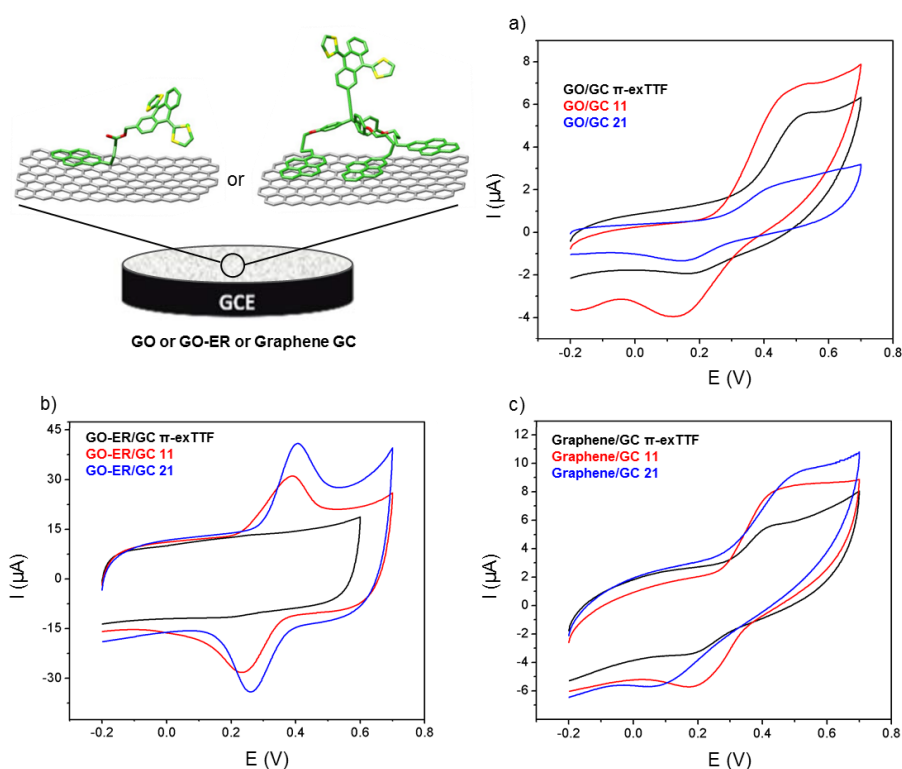 or
GCE
GO or GO-ER or Graphene GC
a)
GO/GC π-exTTF
GO/GC 11
GO/GC 21
8
6
4
2
0
-2
-4
I (µA)
-0.2 0.0 0.2 0.4 0.6 0.8
E (V)
b)
GO-ER/GC π-exTTF
GO-ER/GC 11
GO-ER/GC 21
45
30
15
0
-15
-30
I (µA)
-0.2 0.0 0.2 0.4 0.6 0.8
E (V)
c)
Graphene/GC π-exTTF
Graphene/GC 11
Graphene/GC 21
12
10
8
6
4
2
0
-2
-4
-6
I (µA)
-0.2 0.0 0.2 0.4 0.6 0.8
E (V)